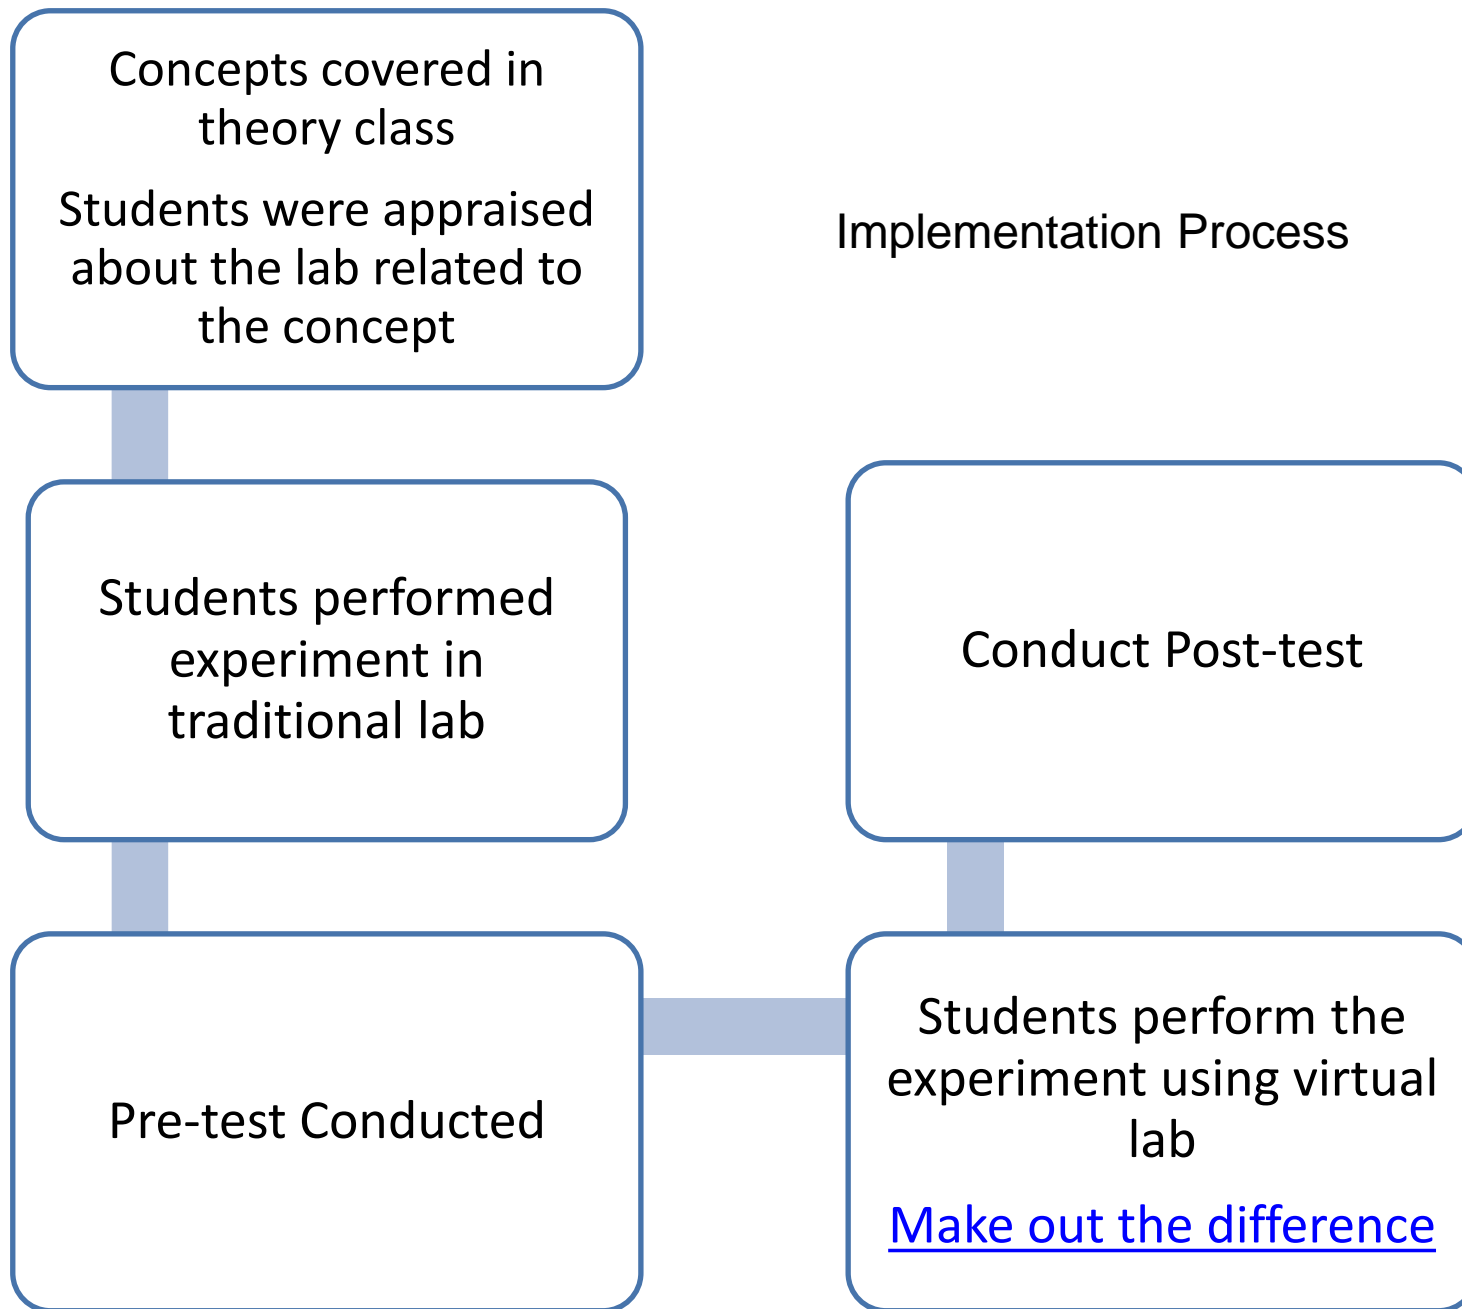 Concepts covered in
theory class
Students were appraised
about the lab related to
the concept
Implementation Process
Students performed
experiment in
traditional lab
Pre-test Conducted
Students perform the
experiment using virtual
lab
Make out the difference
Conduct Post-test